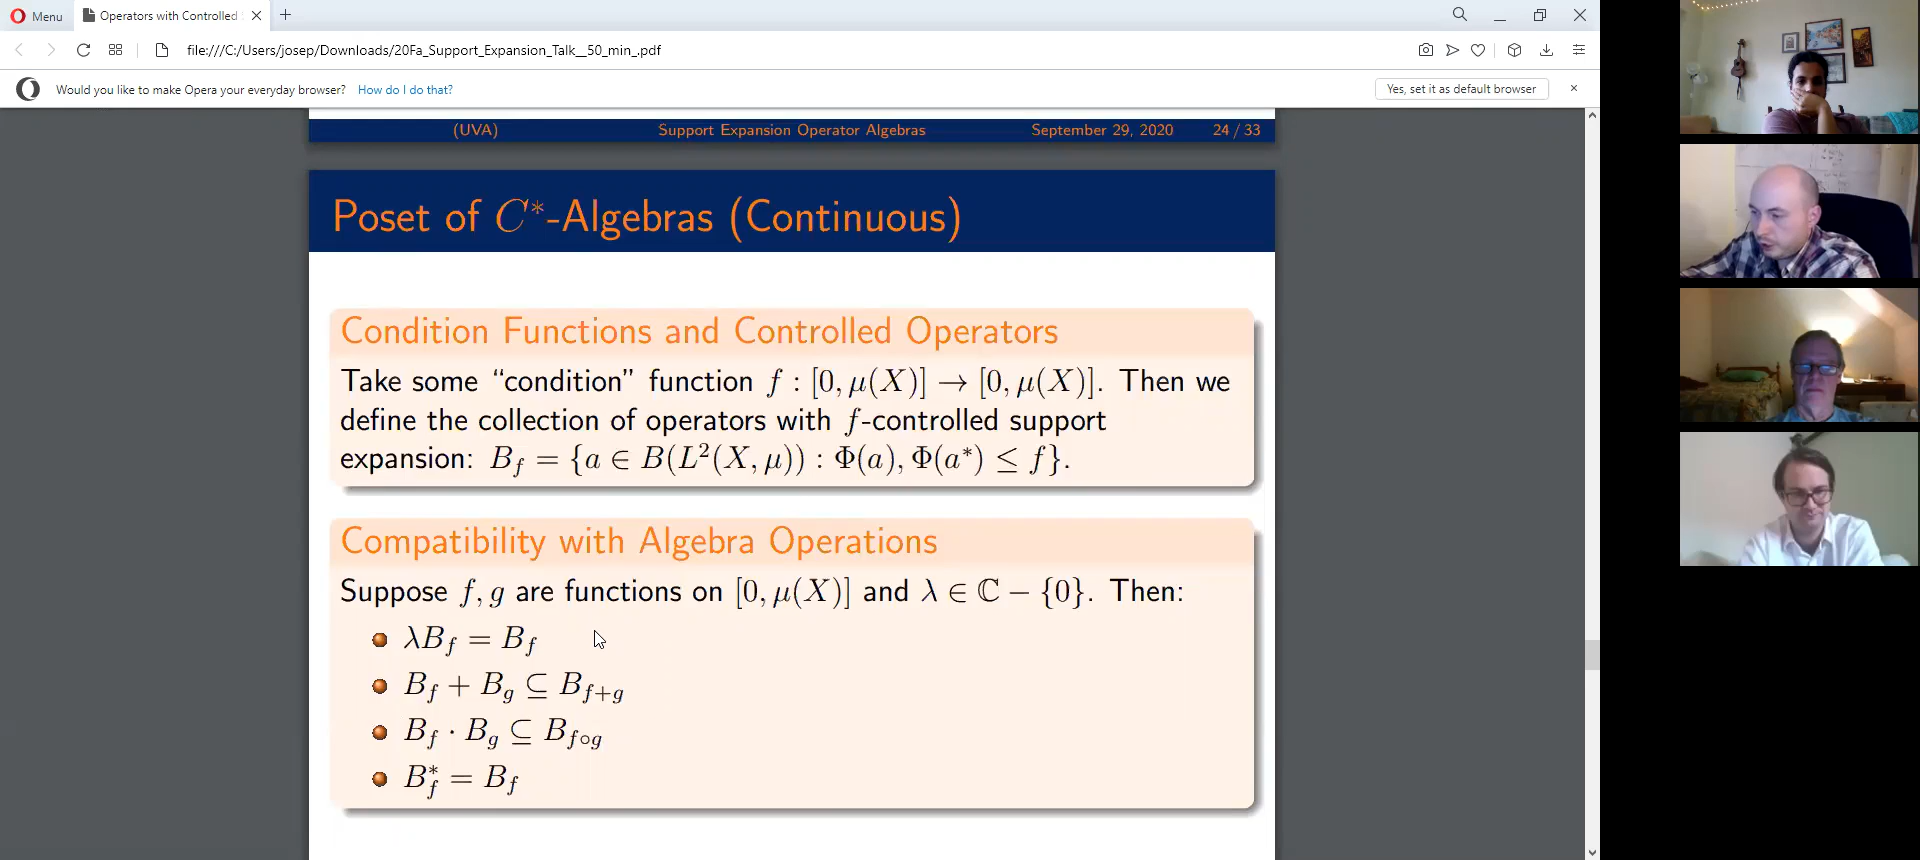 Menu
Operators with Controlled
file:///C:/Users/josep/Downloads/20Fa_Support_Expansion_Talk__50_min_.pdf
Would you like to make Opera your everyday browser? How do I do that?
Yes, set it as default browser
(UVA) Support Expansion Operator Algebras September 29, 2020 24 / 33
Poset of C*-Algebras (Continuous)
Condition Functions and Controlled Operators
Take some “condition” function f : [0, μ(X)] → [0, μ(X)]. Then we
define the collection of operators with f-controlled support
expansion: B_f = {a ∈ B(L²(X, μ)) : Φ(a), Φ(a*) ≤ f}.
Compatibility with Algebra Operations
Suppose f, g are functions on [0, μ(X)] and λ ∈ ℂ − {0}. Then:
λB_f = B_f
B_f + B_g ⊆ B_{f+g}
B_f · B_g ⊆ B_{f∘g}
B_f^* = B_f